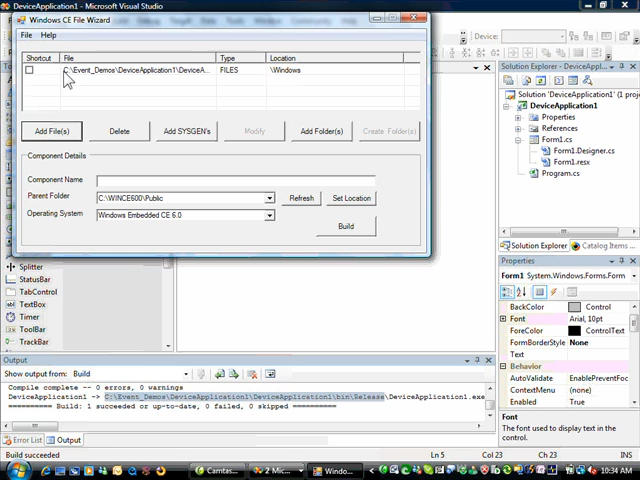 DeviceApplication1 - Microsoft Visual Studio
Windows CE File Wizard
File Help
Shortcut File Type Location
C:\Event_Demos\DeviceApplication1\DeviceA... FILES \Windows
Add File(s) Delete Add SYSGEN's Modify Add Folder(s) Create Folder(s)
Component Details
Component Name
Parent Folder C:\WINCE600\Public Refresh Set Location
Operating System Windows Embedded CE 6.0
Build
Splitter
StatusBar
TabControl
TextBox
Timer
ToolBar
TrackBar
Device:
Solution Explorer - DeviceApplication1
Solution 'DeviceApplication1' (1 proj
DeviceApplication1
Properties
References
Form1.cs
Form1.Designer.cs
Form1.resx
Program.cs
Solution Explorer Catalog Items ...
Properties
Form1 System.Windows.Forms.Form
BackColor Control
Font Arial, 10pt
ForeColor ControlText
FormBorderStyle None
Text
Behavior
AutoValidate EnablePreventFoc
ContextMenu (none)
Enabled True
Font
The font used to display text in the
control.
Output
Show output from: Build
Compile complete -- 0 errors, 0 warnings
DeviceApplication1 -> C:\Event_Demos\DeviceApplication1\DeviceApplication1\bin\Release\DeviceApplication1.exe
========== Build: 1 succeeded or up-to-date, 0 failed, 0 skipped ==========
Error List Output
Build succeeded Ln 5 Col 23 Ch 23 INS
Camtas... 2 Mic... Windo... 10:34 AM